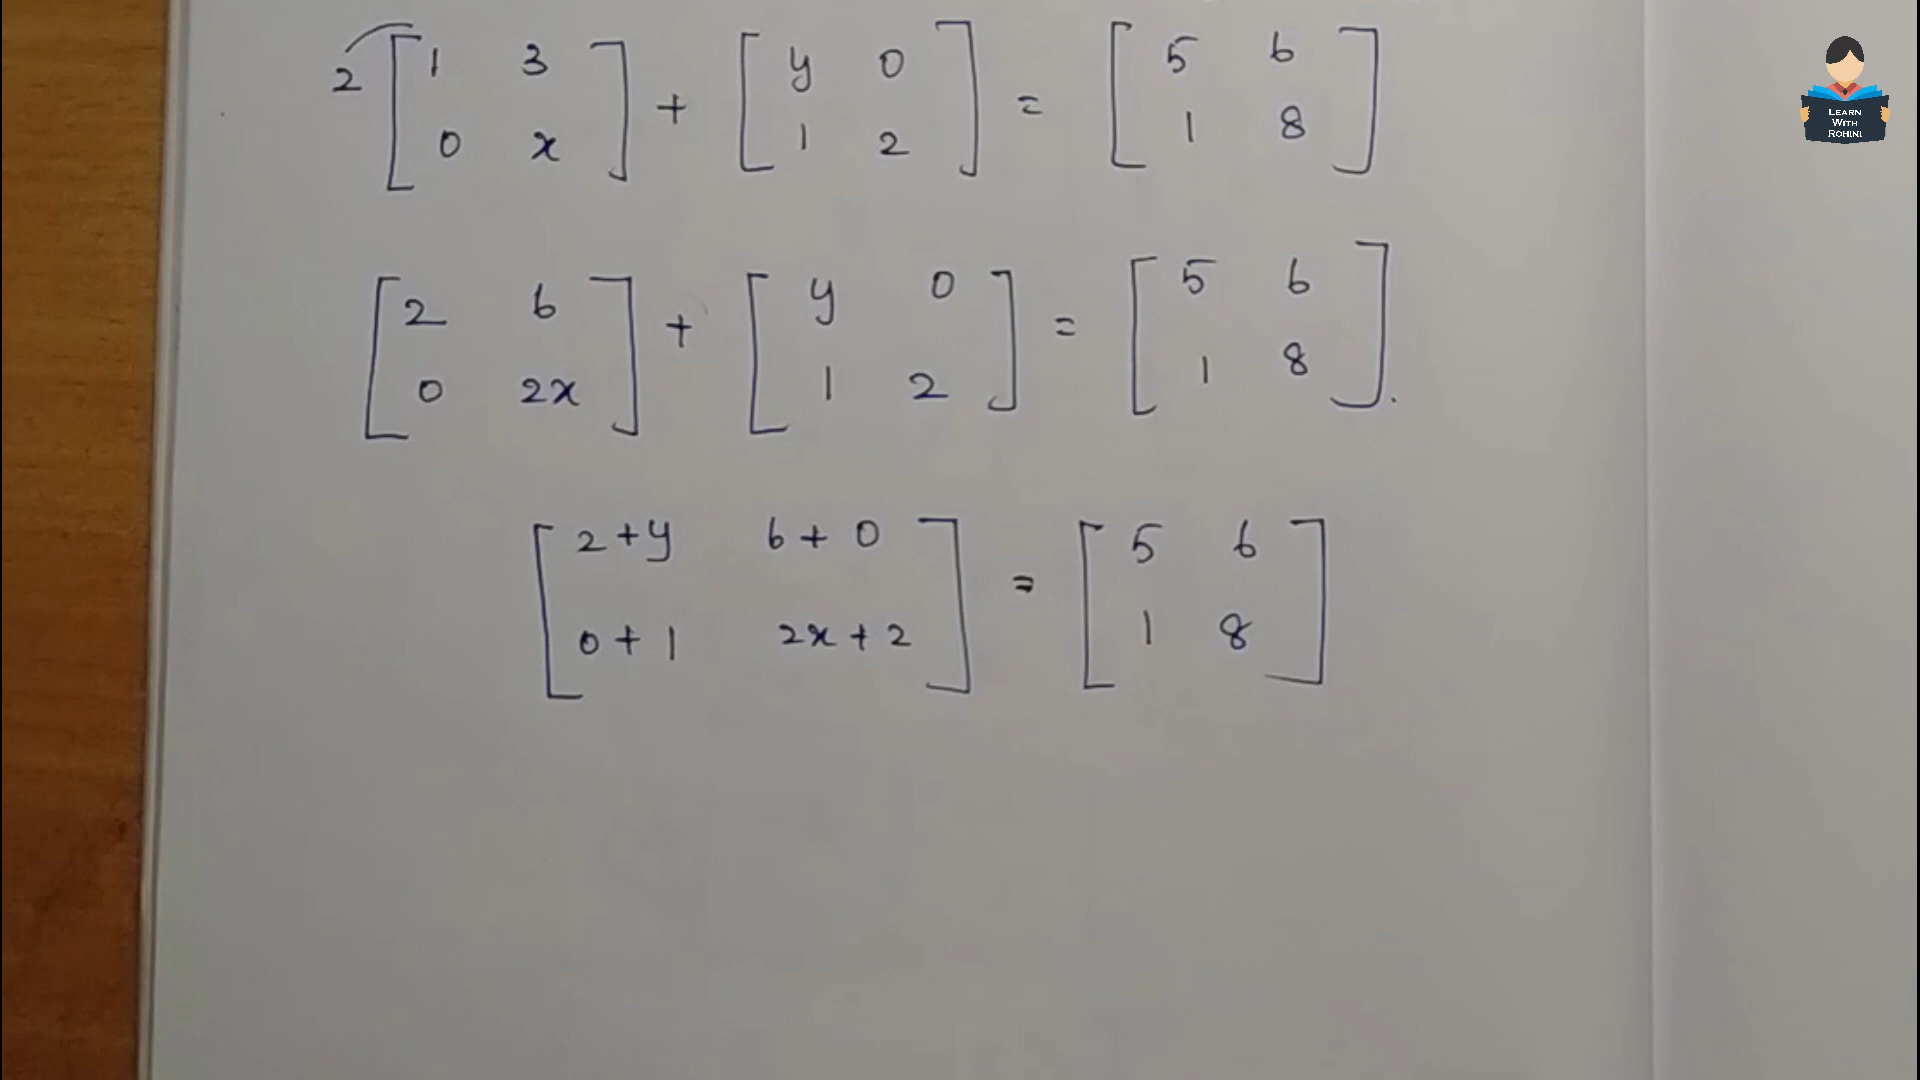 2 [ 1 3 ] + [ y 0 ] = [ 5 6 ]
[ 0 x ] [ 1 2 ] [ 1 8 ]
[ 2 6 ] + [ y 0 ] = [ 5 6 ]
[ 0 2x ] [ 1 2 ] [ 1 8 ].
[ 2+y 6+0 ] = [ 5 6 ]
[ 0+1 2x+2 ] [ 1 8 ]
LEARN
WITH
ROHINI